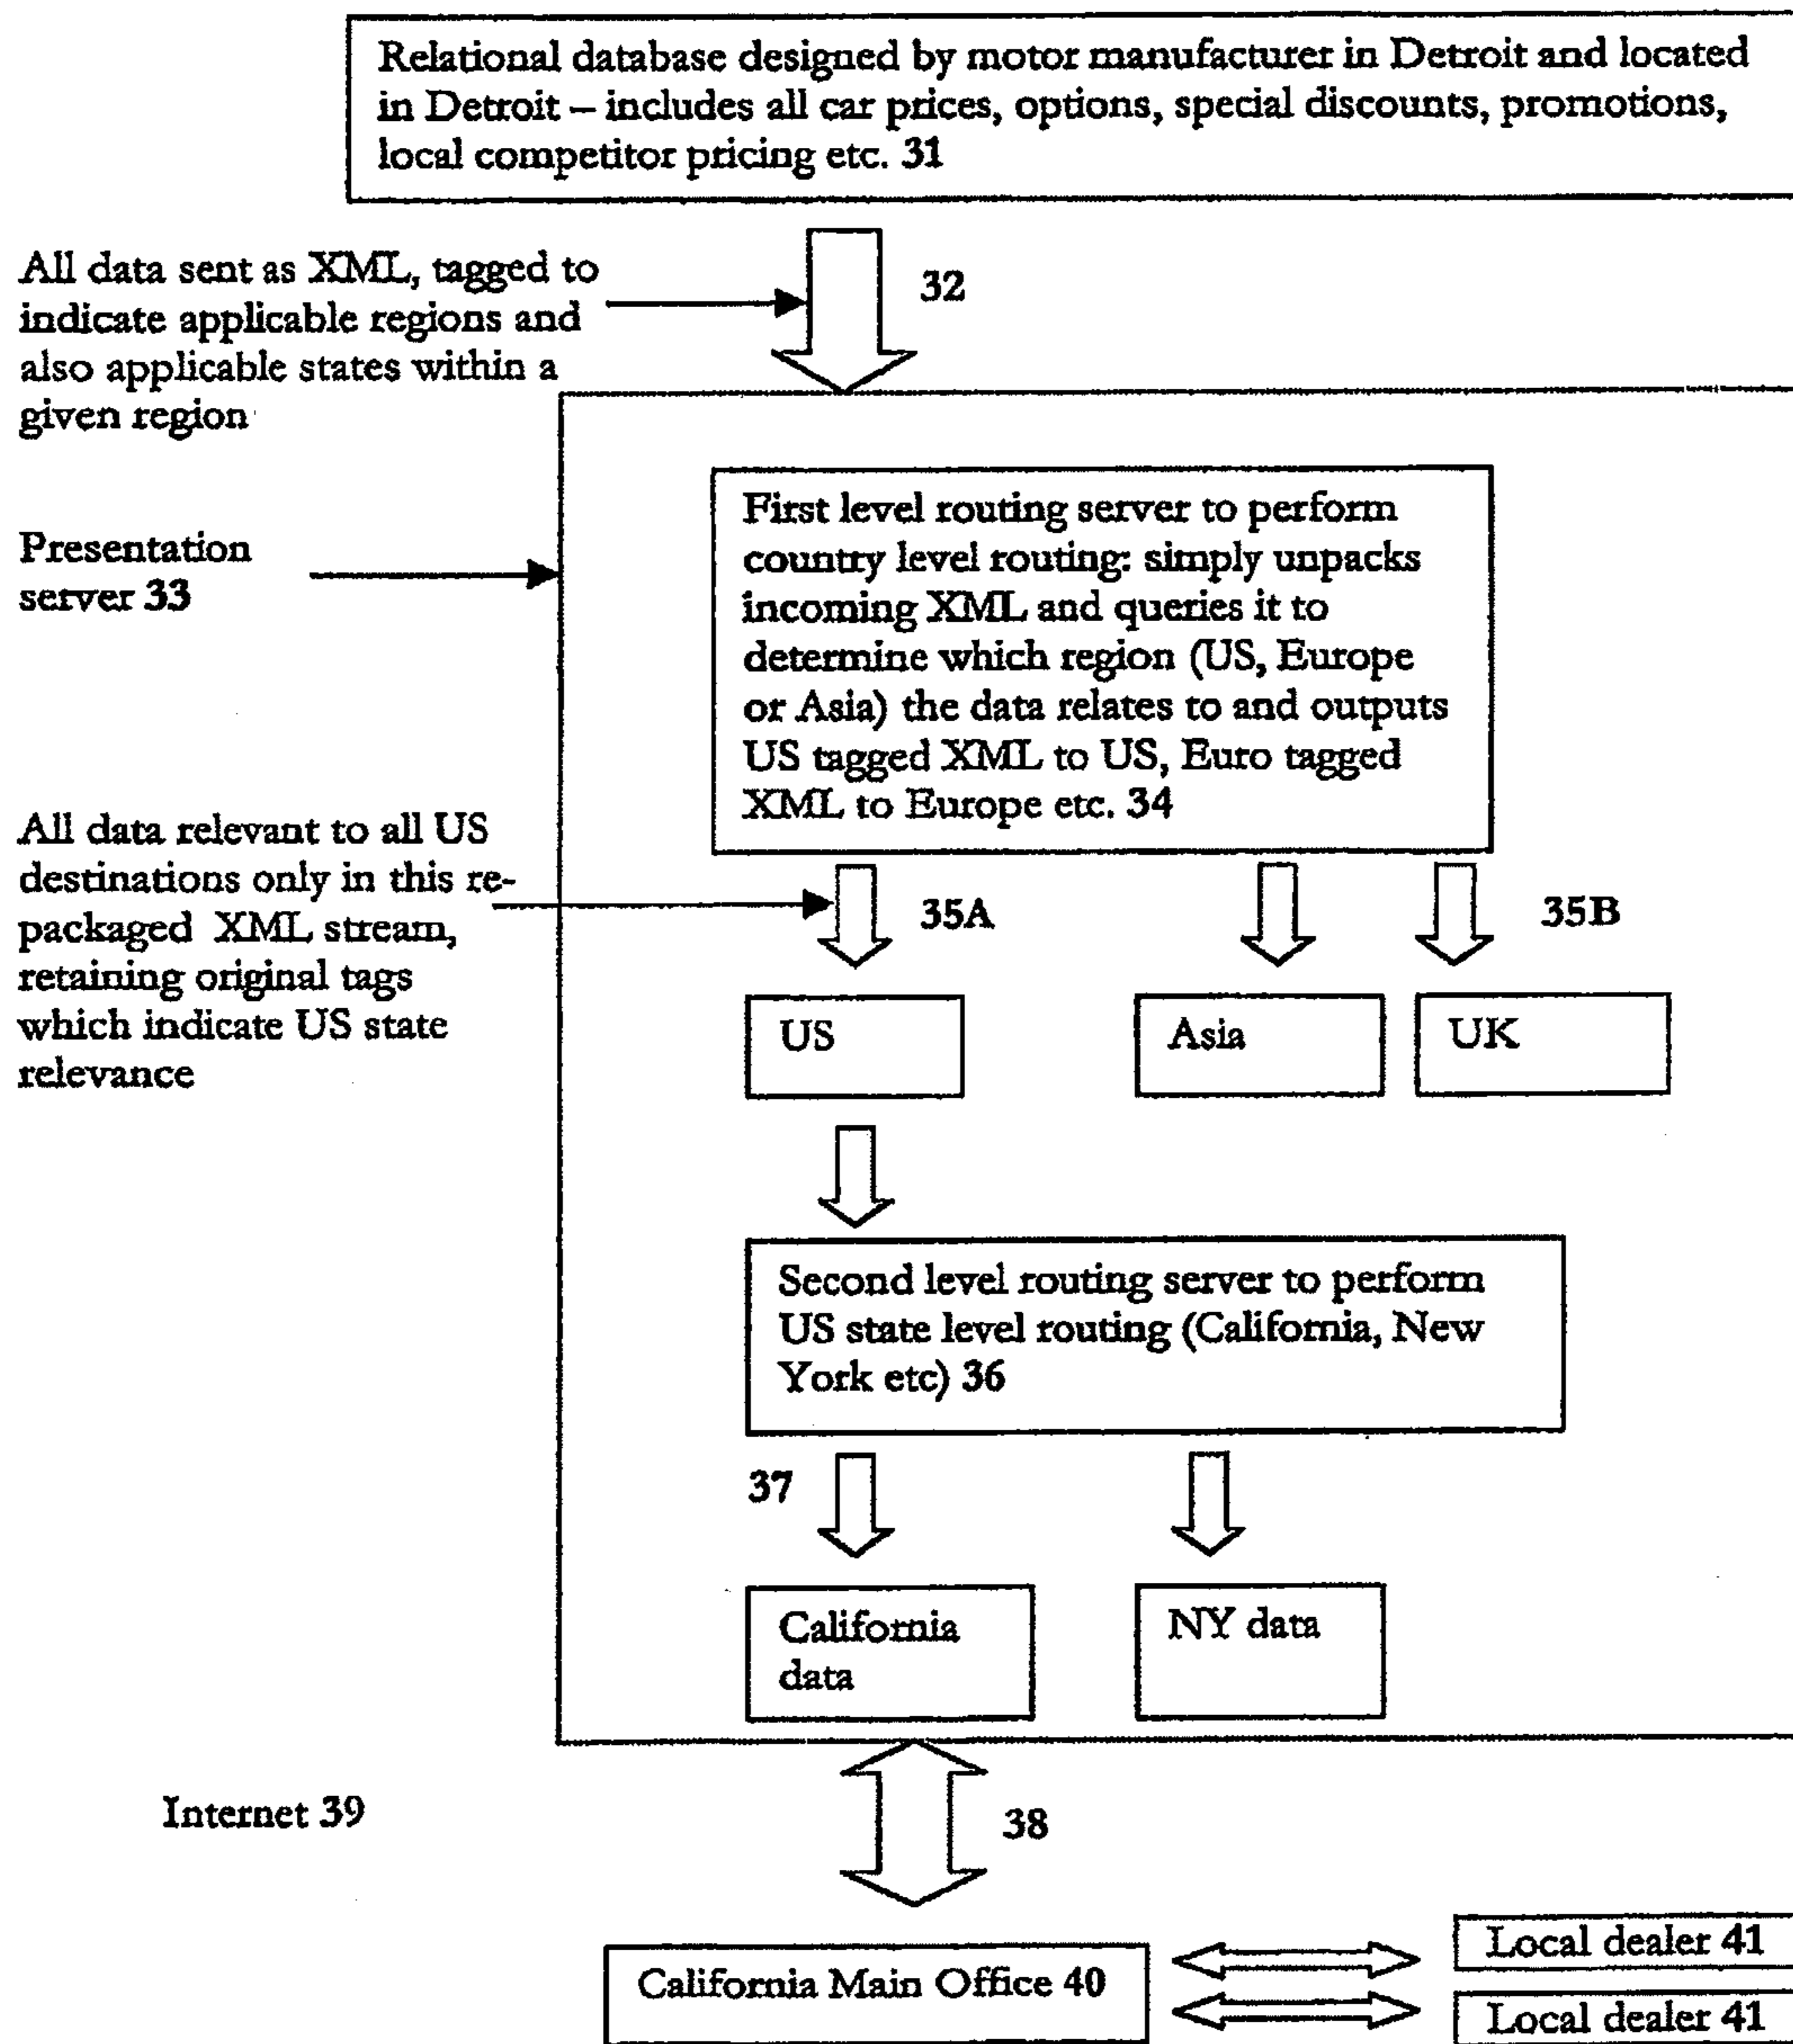 Relational database designed by motor manufacturer in Detroit and located
in Detroit – includes all car prices, options, special discounts, promotions,
local competitor pricing etc. 31
All data sent as XML, tagged to
indicate applicable regions and
also applicable states within a
given region
32
Presentation
server 33
First level routing server to perform
country level routing: simply unpacks
incoming XML and queries it to
determine which region (US, Europe
or Asia) the data relates to and outputs
US tagged XML to US, Euro tagged
XML to Europe etc. 34
All data relevant to all US
destinations only in this re-
packaged XML stream,
retaining original tags
which indicate US state
relevance
35A
35B
US
Asia
UK
Second level routing server to perform
US state level routing (California, New
York etc) 36
37
California
data
NY data
Internet 39
38
California Main Office 40
Local dealer 41
Local dealer 41